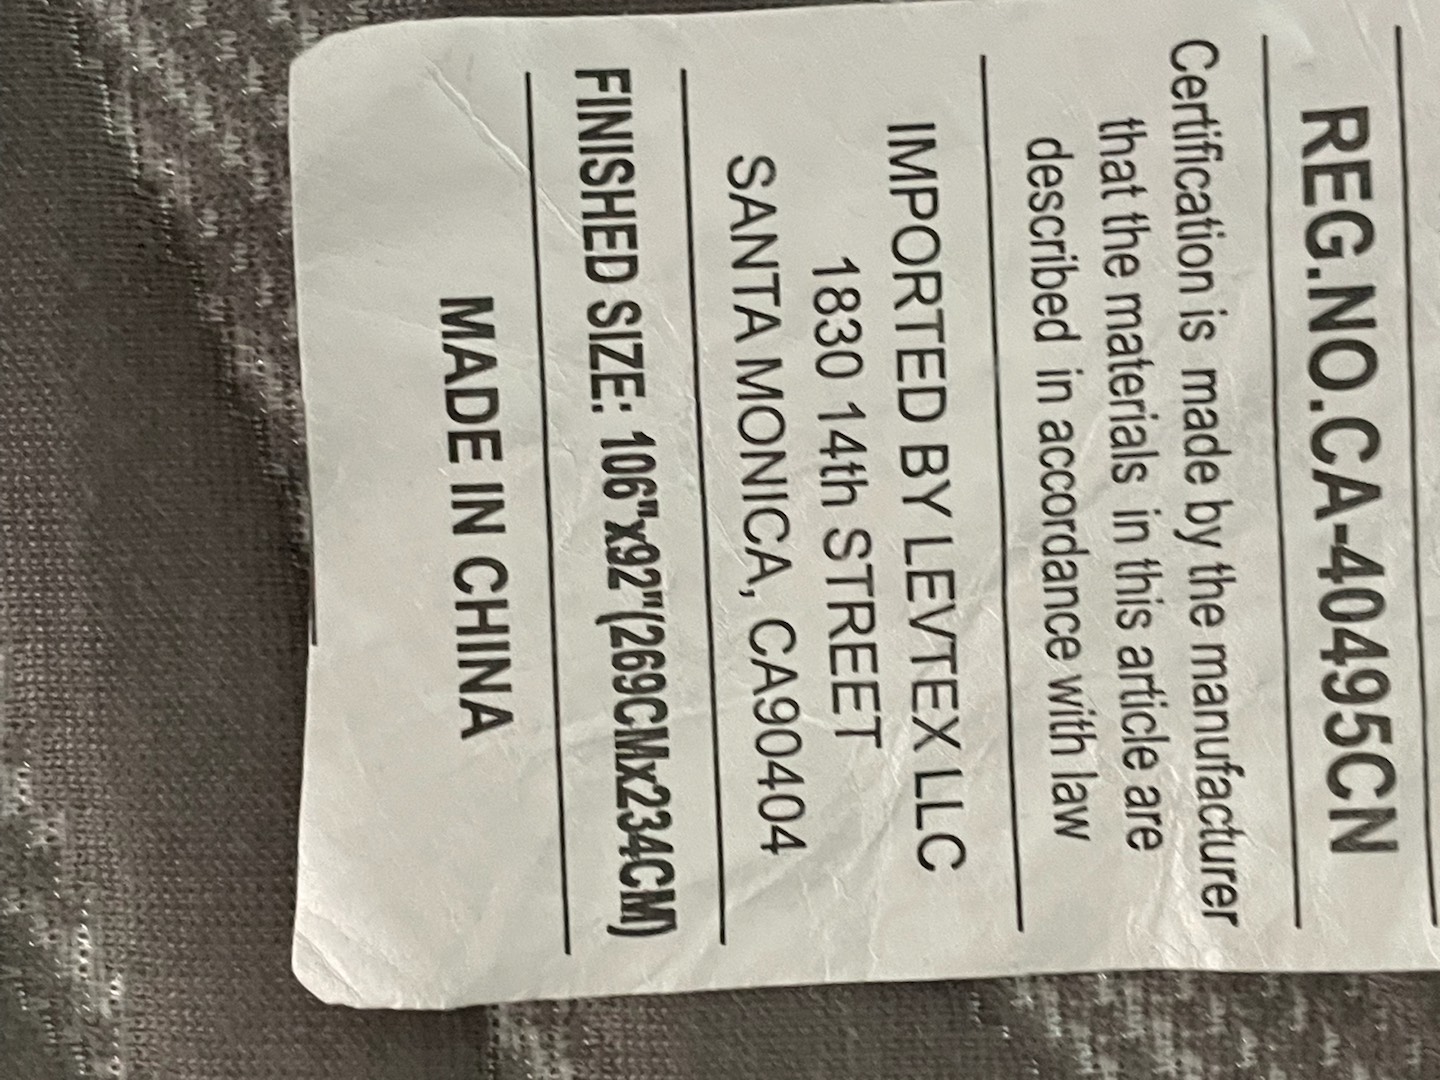 REG.NO.CA-40495CN
Certification is made by the manufacturer
that the materials in this article are
described in accordance with law
IMPORTED BY LEVTEX LLC
1830 14th STREET
SANTA MONICA, CA90404
FINISHED SIZE: 106"x92"(269CMx234CM)
MADE IN CHINA